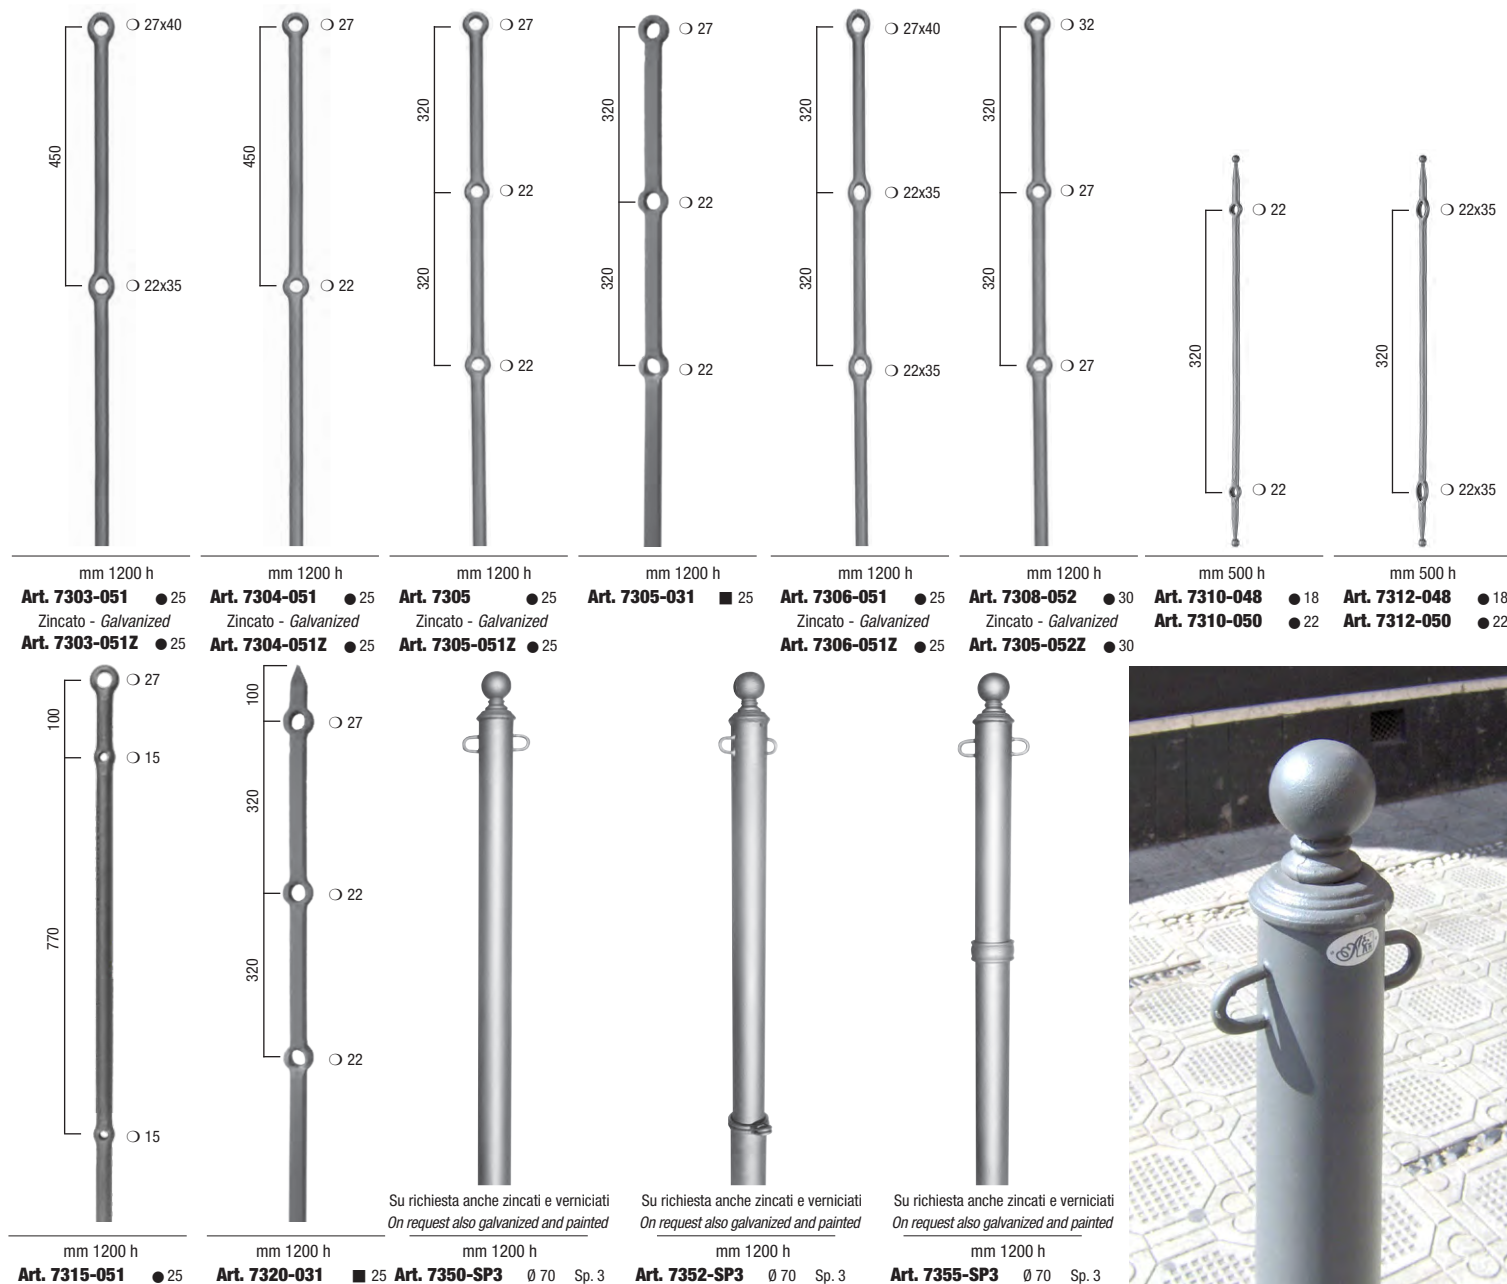 ❍ 27x40
450
❍ 22x35
mm 1200 h
Art. 7303-051 ● 25
Zincato - Galvanized
Art. 7303-051Z ● 25
❍ 27
450
❍ 22
mm 1200 h
Art. 7304-051 ● 25
Zincato - Galvanized
Art. 7304-051Z ● 25
❍ 27
320
❍ 22
320
❍ 22
mm 1200 h
Art. 7305 ● 25
Zincato - Galvanized
Art. 7305-051Z ● 25
❍ 27
320
❍ 22
320
❍ 22
mm 1200 h
Art. 7305-031 ■ 25
❍ 27x40
320
❍ 22x35
320
❍ 22x35
mm 1200 h
Art. 7306-051 ● 25
Zincato - Galvanized
Art. 7306-051Z ● 25
❍ 32
320
❍ 27
320
❍ 27
mm 1200 h
Art. 7308-052 ● 30
Zincato - Galvanized
Art. 7305-052Z ● 30
❍ 22
320
❍ 22
mm 500 h
Art. 7310-048 ● 18
Art. 7310-050 ● 22
❍ 22x35
320
❍ 22x35
mm 500 h
Art. 7312-048 ● 18
Art. 7312-050 ● 22
❍ 27
100
❍ 15
770
❍ 15
mm 1200 h
Art. 7315-051 ● 25
100
❍ 27
320
❍ 22
320
❍ 22
mm 1200 h
Art. 7320-031 ■ 25
Su richiesta anche zincati e verniciati
On request also galvanized and painted
mm 1200 h
Art. 7350-SP3 Ø 70 Sp. 3
Su richiesta anche zincati e verniciati
On request also galvanized and painted
mm 1200 h
Art. 7352-SP3 Ø 70 Sp. 3
Su richiesta anche zincati e verniciati
On request also galvanized and painted
mm 1200 h
Art. 7355-SP3 Ø 70 Sp. 3